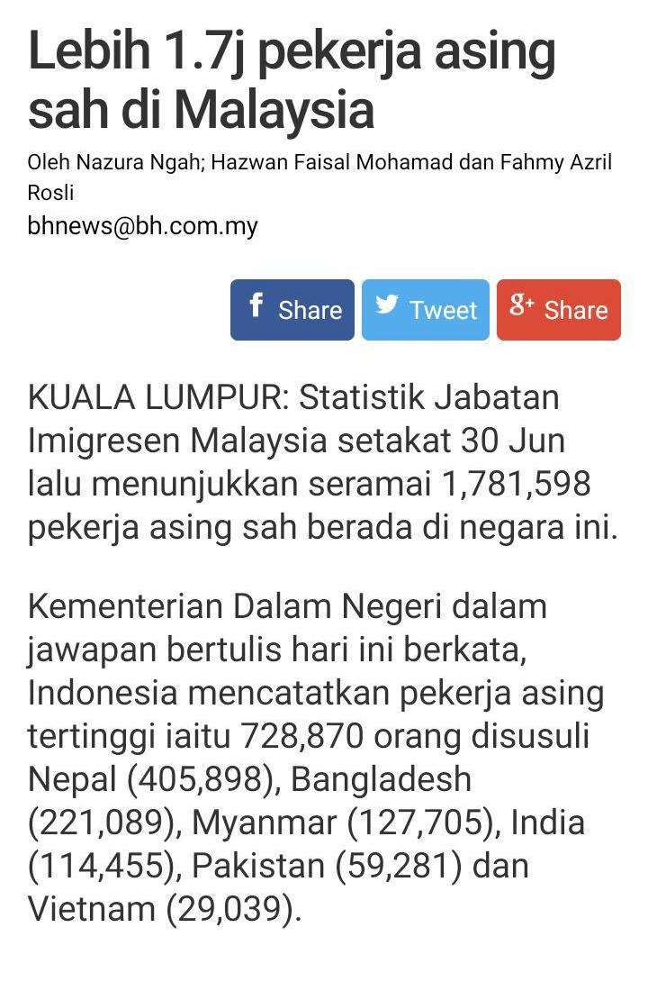 Lebih 1.7j pekerja asing
sah di Malaysia
Oleh Nazura Ngah; Hazwan Faisal Mohamad dan Fahmy Azril
Rosli
bhnews@bh.com.my
f Share Tweet g+ Share
KUALA LUMPUR: Statistik Jabatan
Imigresen Malaysia setakat 30 Jun
lalu menunjukkan seramai 1,781,598
pekerja asing sah berada di negara ini.
Kementerian Dalam Negeri dalam
jawapan bertulis hari ini berkata,
Indonesia mencatatkan pekerja asing
tertinggi iaitu 728,870 orang disusuli
Nepal (405,898), Bangladesh
(221,089), Myanmar (127,705), India
(114,455), Pakistan (59,281) dan
Vietnam (29,039).